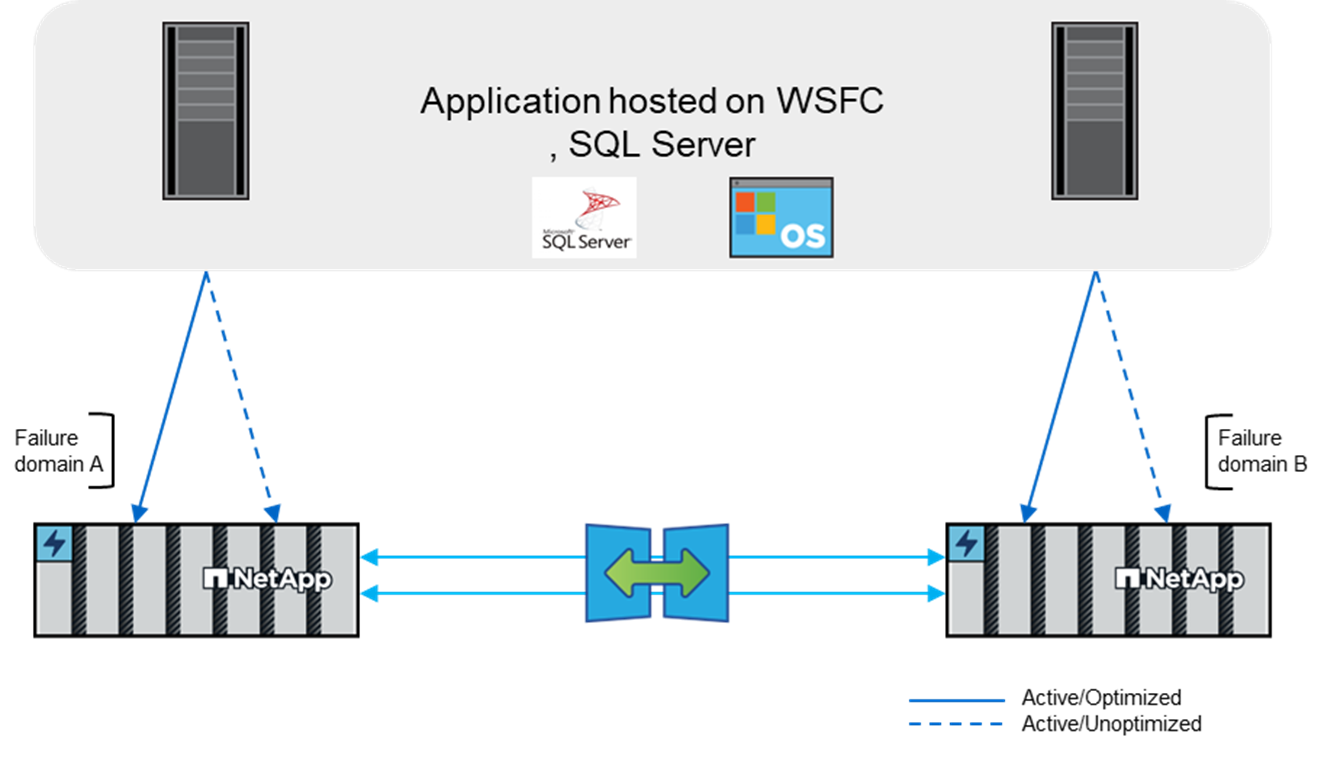 Application hosted on WSFC
, SQL Server
Microsoft
SQL Server
OS
Failure
domain A
Failure
domain B
NetApp
NetApp
Active/Optimized
Active/Unoptimized